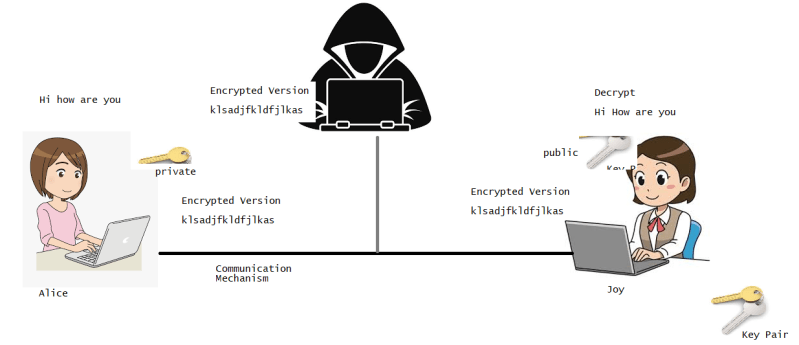 Encrypted Version
klsadjfkldfjlkas
Hi how are you
Decrypt
Hi How are you
private
public
Encrypted Version
klsadjfkldfjlkas
Encrypted Version
klsadjfkldfjlkas
Communication
Mechanism
Alice
Joy
Key Pair